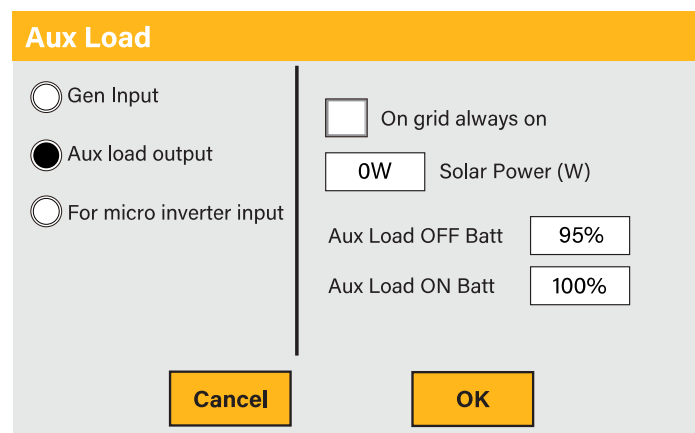 Aux Load
Gen Input
Aux load output
For micro inverter input
On grid always on
0W Solar Power (W)
Aux Load OFF Batt 95%
Aux Load ON Batt 100%
Cancel OK